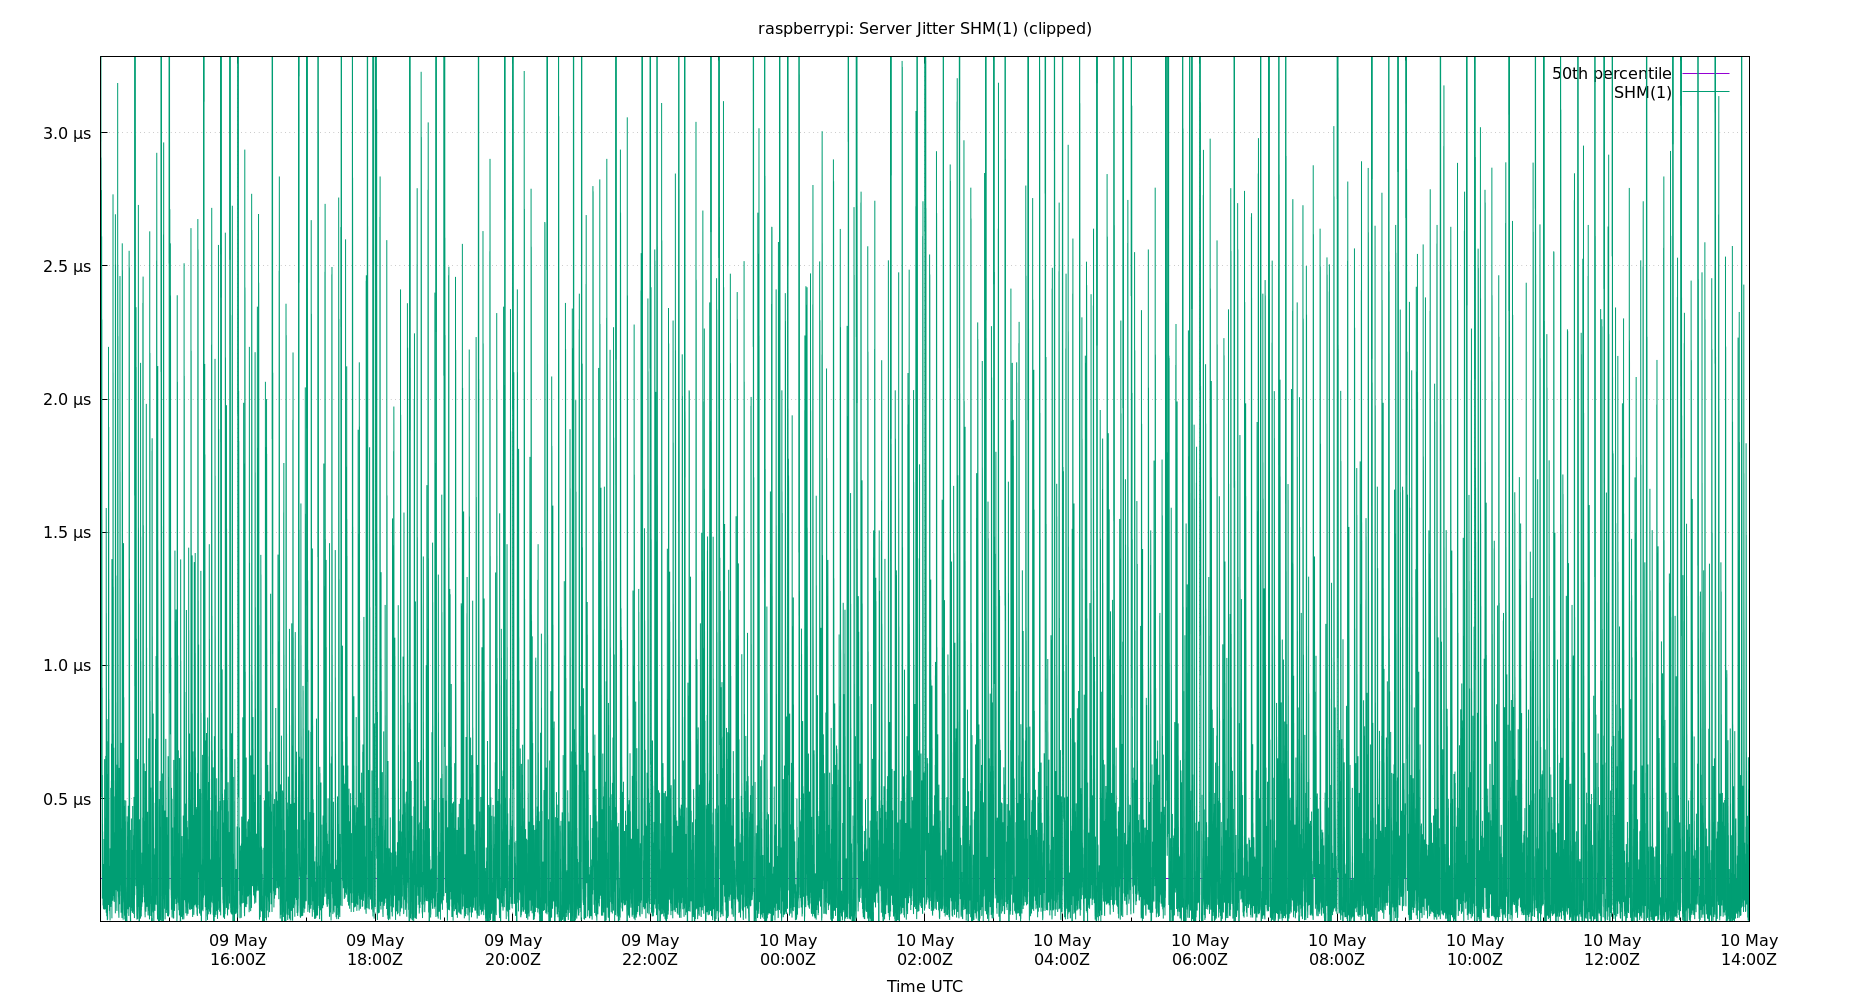 raspberrypi: Server Jitter SHM(1) (clipped)
50th percentile
SHM(1)
3.0 µs
2.5 µs
2.0 µs
1.5 µs
1.0 µs
0.5 µs
09 May 09 May 09 May 09 May 10 May 10 May 10 May 10 May 10 May 10 May 10 May 10 May
16:00Z 18:00Z 20:00Z 22:00Z 00:00Z 02:00Z 04:00Z 06:00Z 08:00Z 10:00Z 12:00Z 14:00Z
Time UTC